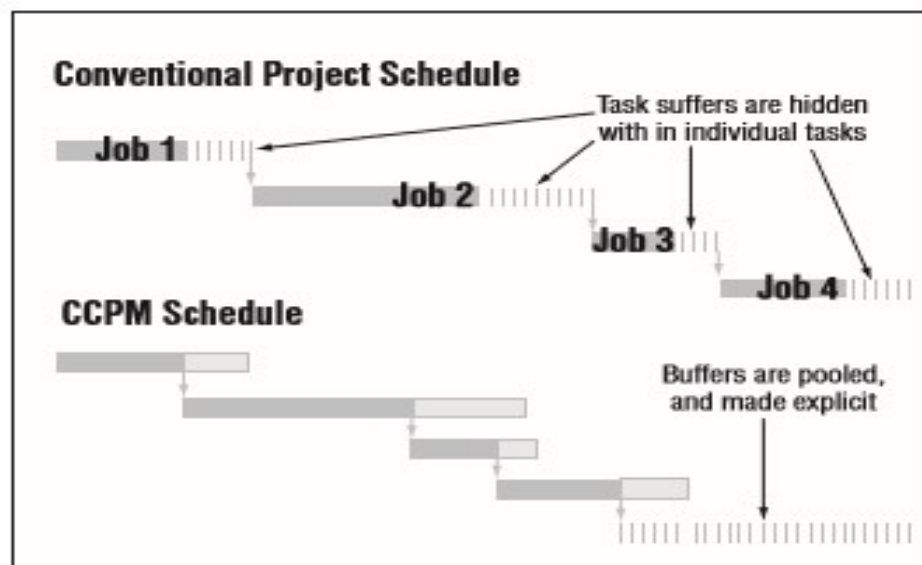 Conventional Project Schedule
Task suffers are hidden
with in individual tasks
Job 1
Job 2
Job 3
Job 4
CCPM Schedule
Buffers are pooled,
and made explicit